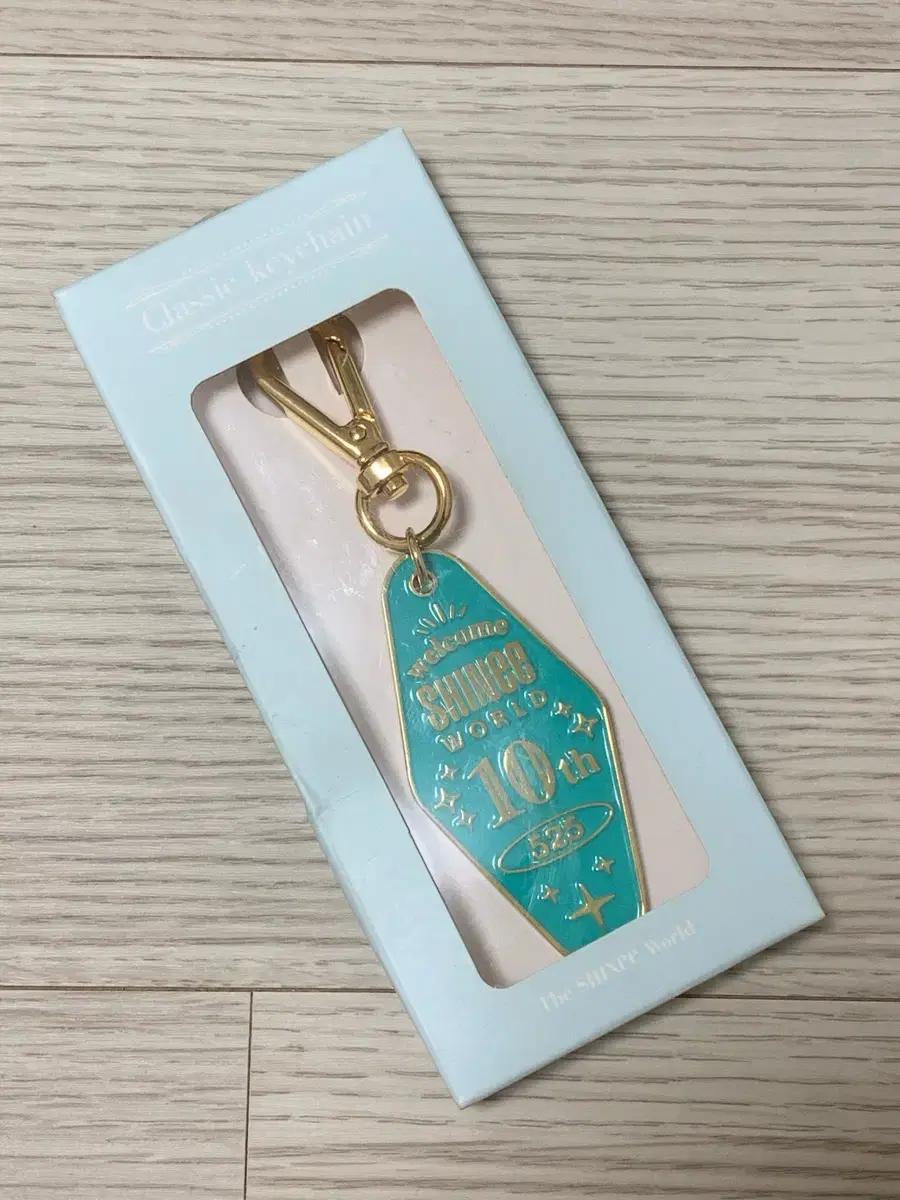 Classic keychain
welcome
SHINee
WORLD
10th
525
The SHINee World